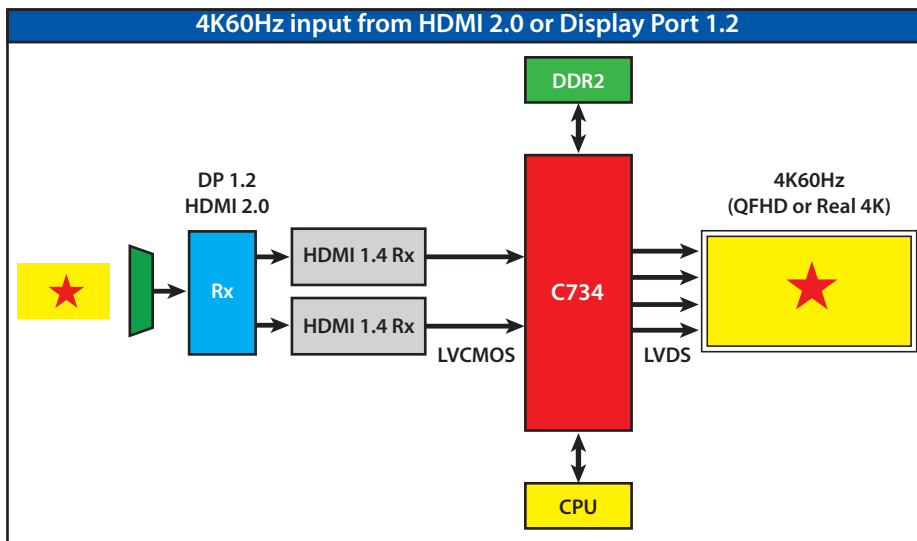 4K60Hz input from HDMI 2.0 or Display Port 1.2
DDR2
DP 1.2
HDMI 2.0
4K60Hz
(QFHD or Real 4K)
HDMI 1.4 Rx
Rx
C734
HDMI 1.4 Rx
LVCMOS
LVDS
CPU